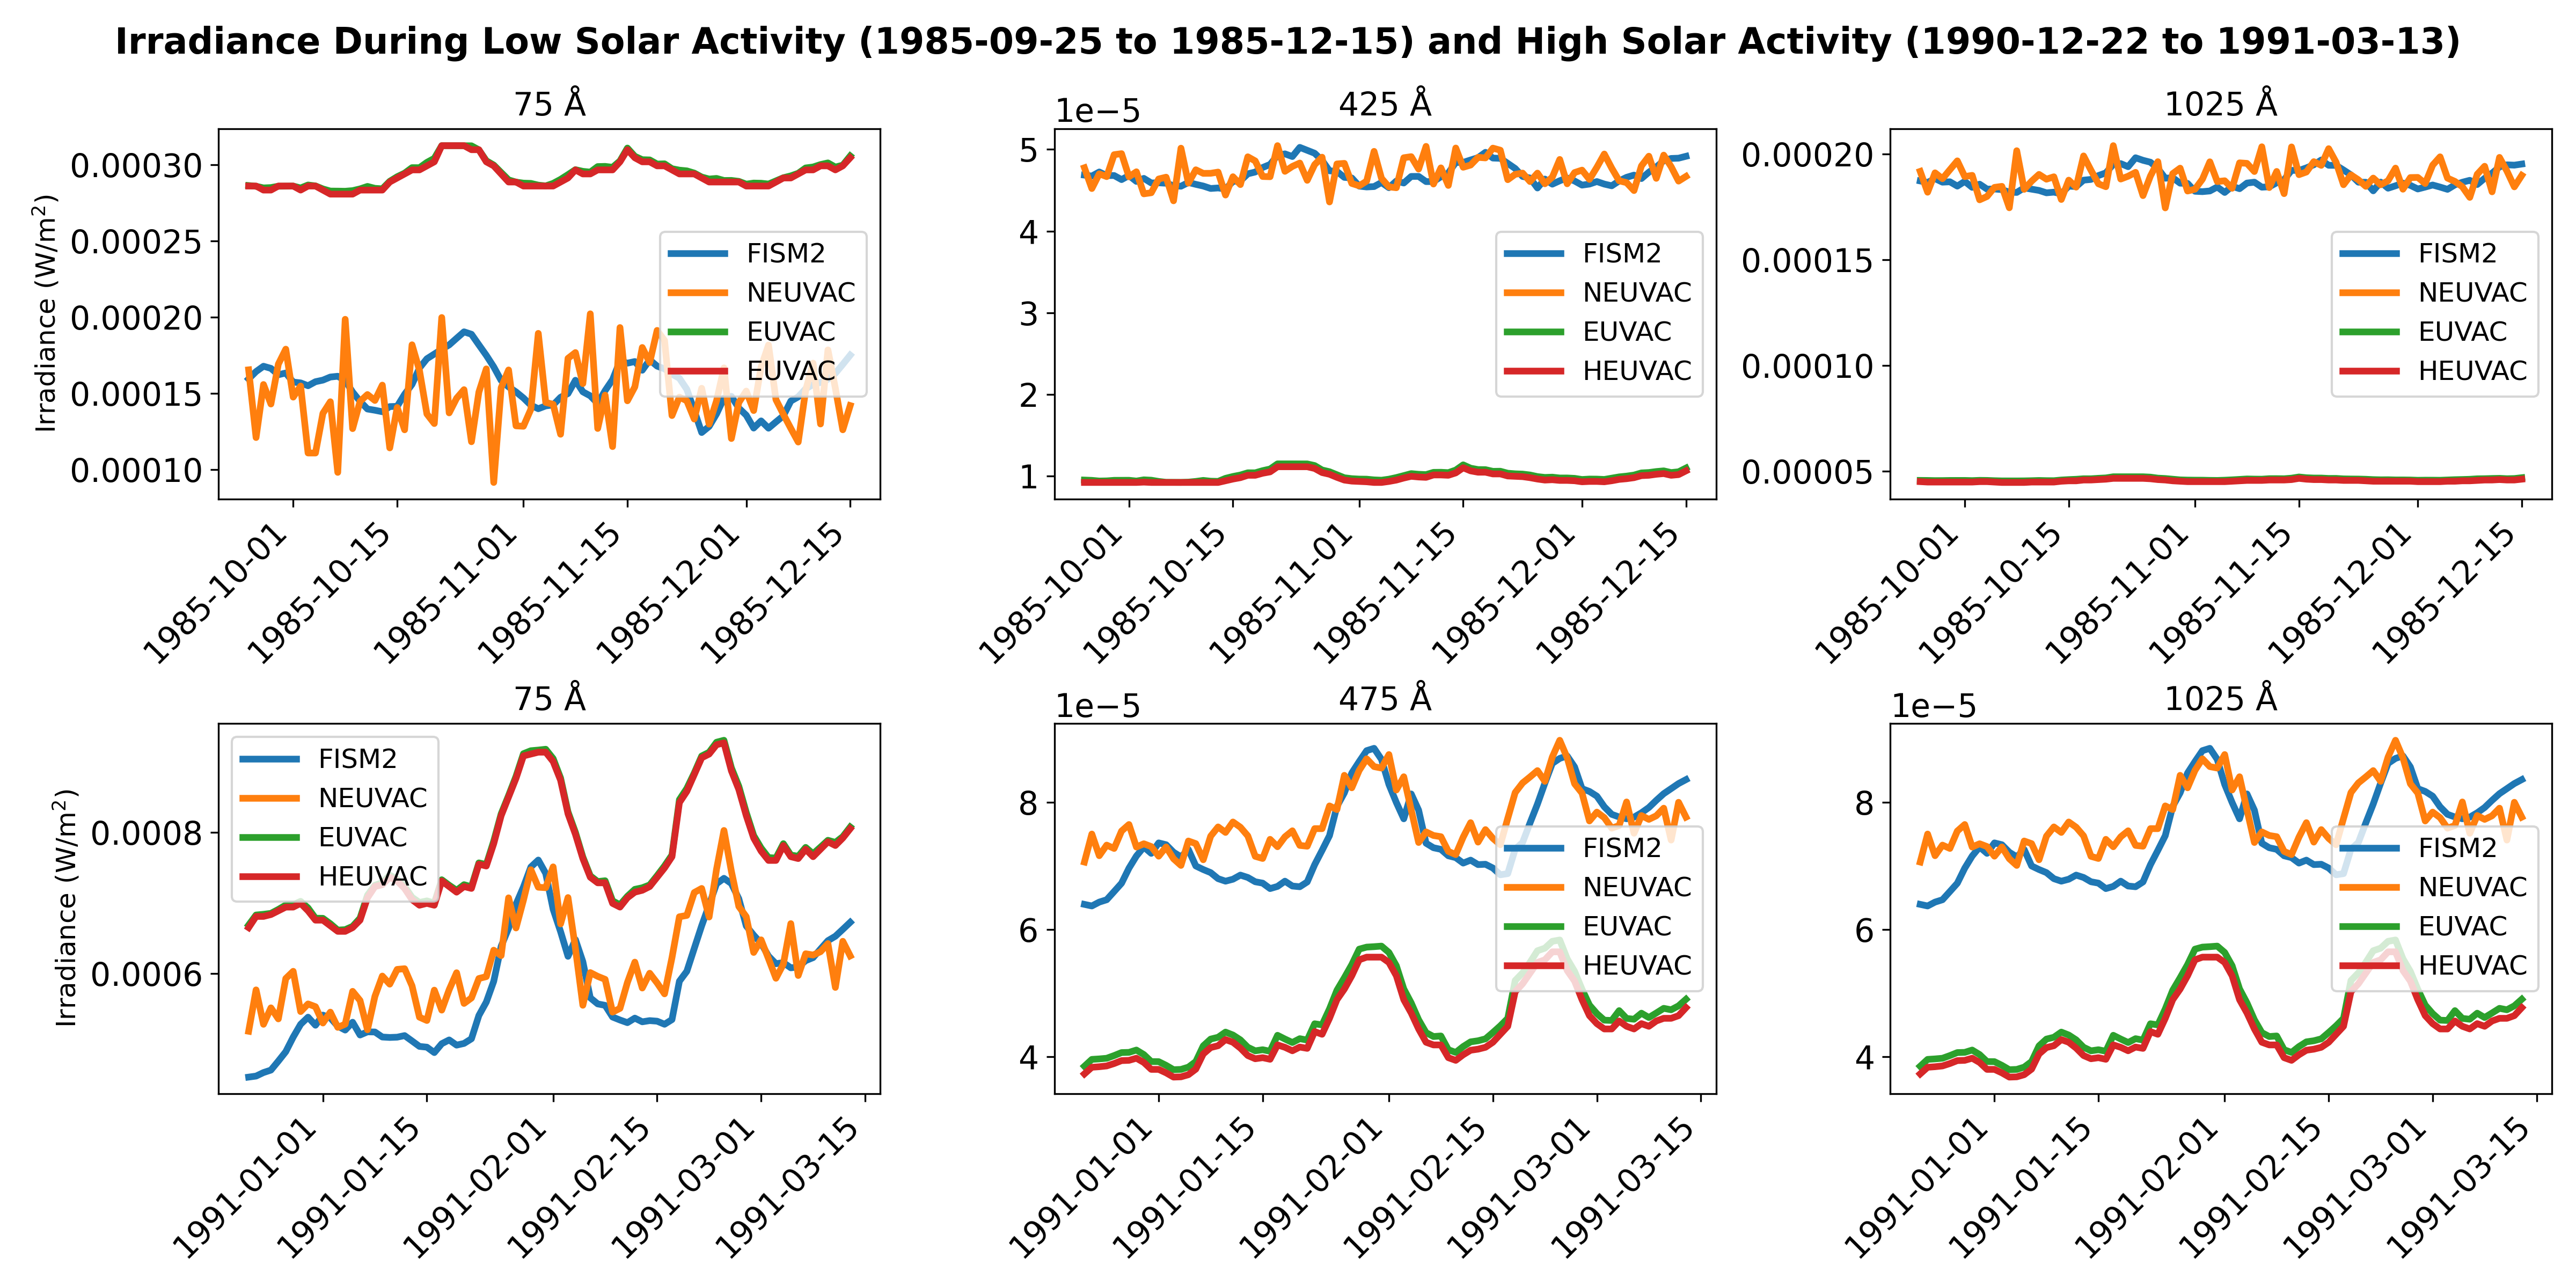 Irradiance During Low Solar Activity (1985-09-25 to 1985-12-15) and High Solar Activity (1990-12-22 to 1991-03-13)
75 Å
Irradiance (W/m²)
0.00030
0.00025
0.00020
0.00015
0.00010
FISM2
NEUVAC
EUVAC
EUVAC
1985-10-01
1985-10-15
1985-11-01
1985-11-15
1985-12-01
1985-12-15
425 Å
1e−5
5
4
3
2
1
FISM2
NEUVAC
EUVAC
HEUVAC
1985-10-01
1985-10-15
1985-11-01
1985-11-15
1985-12-01
1985-12-15
1025 Å
0.00020
0.00015
0.00010
0.00005
FISM2
NEUVAC
EUVAC
HEUVAC
1985-10-01
1985-10-15
1985-11-01
1985-11-15
1985-12-01
1985-12-15
75 Å
Irradiance (W/m²)
0.0008
0.0006
FISM2
NEUVAC
EUVAC
HEUVAC
1991-01-01
1991-01-15
1991-02-01
1991-02-15
1991-03-01
1991-03-15
475 Å
1e−5
8
6
4
FISM2
NEUVAC
EUVAC
HEUVAC
1991-01-01
1991-01-15
1991-02-01
1991-02-15
1991-03-01
1991-03-15
1025 Å
1e−5
8
6
4
FISM2
NEUVAC
EUVAC
HEUVAC
1991-01-01
1991-01-15
1991-02-01
1991-02-15
1991-03-01
1991-03-15